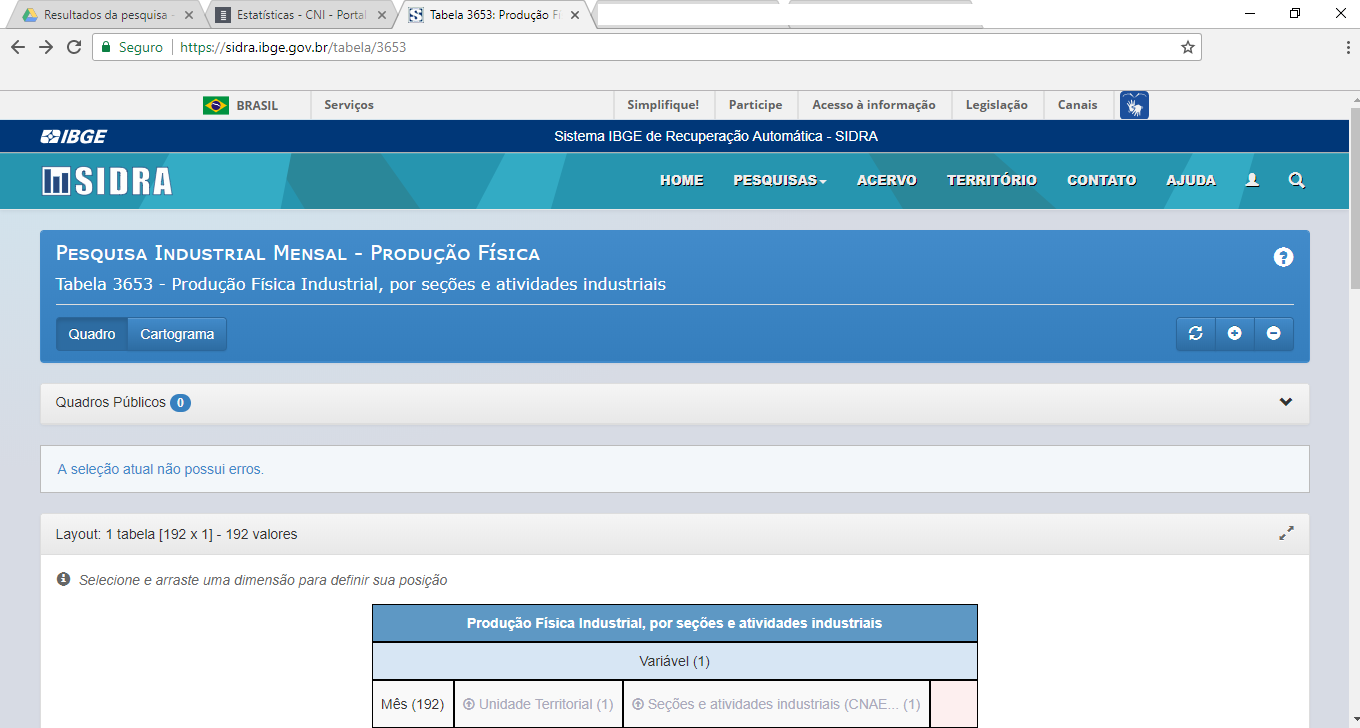 Resultados da pesquisa -
Estatísticas - CNI - Portal
Tabela 3653: Produção Fí
Seguro
https://sidra.ibge.gov.br/tabela/3653
BRASIL
Serviços
Simplifique!
Participe
Acesso à informação
Legislação
Canais
IBGE
Sistema IBGE de Recuperação Automática - SIDRA
SIDRA
HOME
PESQUISAS
ACERVO
TERRITÓRIO
CONTATO
AJUDA
Pesquisa Industrial Mensal - Produção Física
Tabela 3653 - Produção Física Industrial, por seções e atividades industriais
Quadro
Cartograma
Quadros Públicos 0
A seleção atual não possui erros.
Layout: 1 tabela [192 x 1] - 192 valores
Selecione e arraste uma dimensão para definir sua posição
Produção Física Industrial, por seções e atividades industriais
Variável (1)
Mês (192)
Unidade Territorial (1)
Seções e atividades industriais (CNAE... (1)